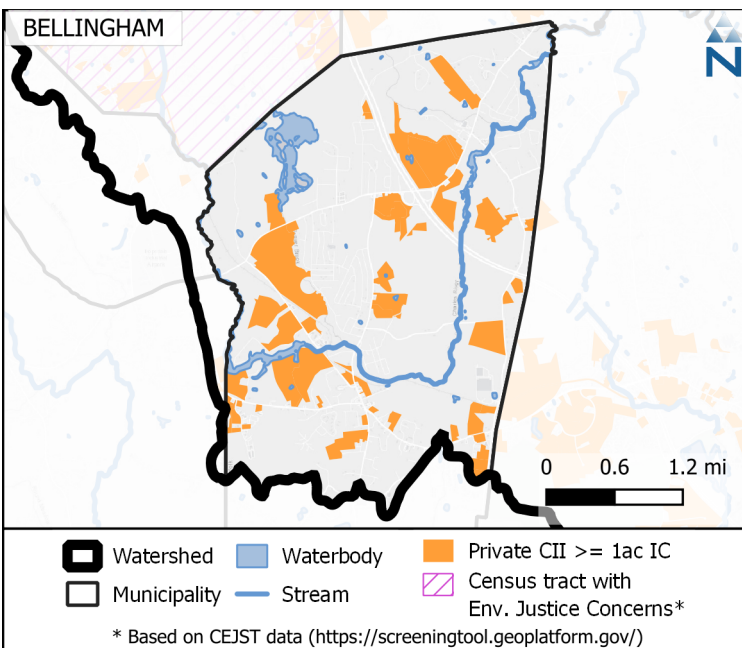 BELLINGHAM
N
0 0.6 1.2 mi
Watershed
Waterbody
Private CII >= 1ac IC
Municipality
Stream
Census tract with
Env. Justice Concerns*
* Based on CEJST data (https://screeningtool.geoplatform.gov/)